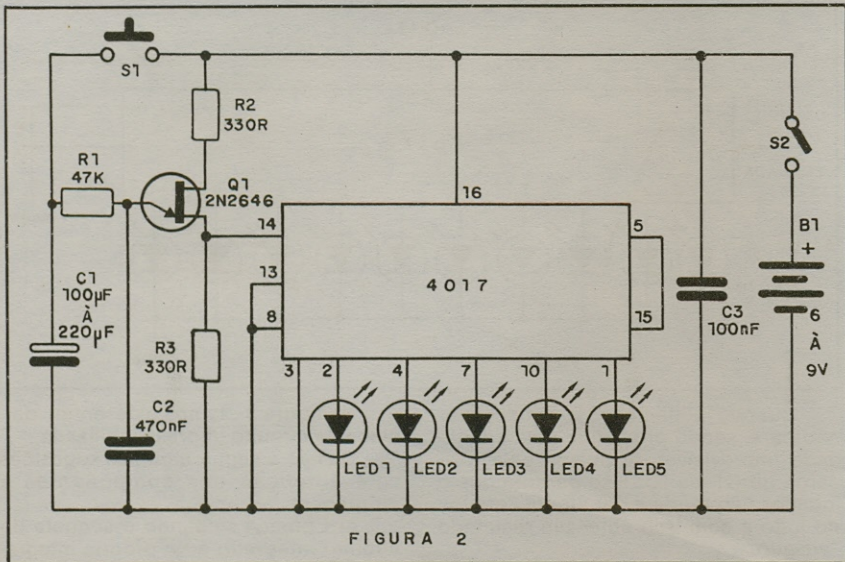 S1
R2
330R
S2
R1
47K
Q1
2N2646
16
14
5
B1
+
13
4017
C1
100µF
À
220µF
8
15
C3
100nF
6
À
9V
R3
330R
3
2
4
7
10
1
C2
470nF
LED1
LED2
LED3
LED4
LED5
FIGURA 2